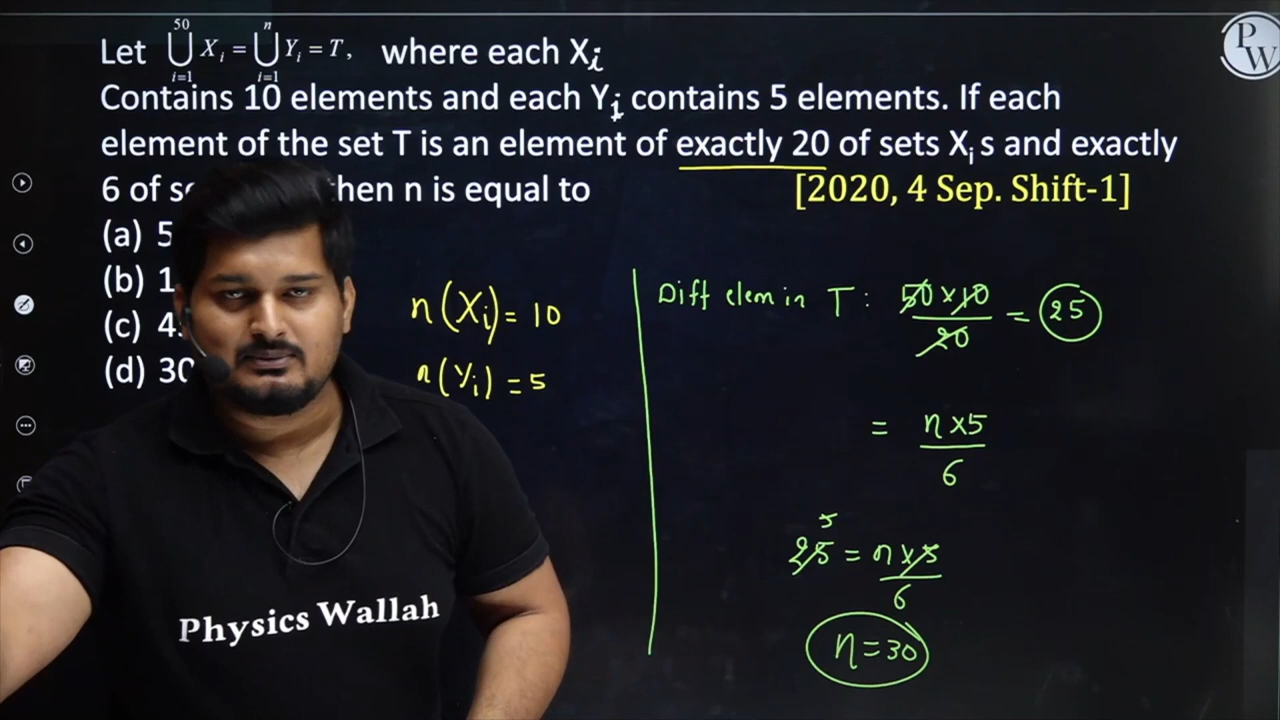 Let ⋃_{i=1}^{50} X_i = ⋃_{i=1}^{n} Y_i = T, where each X_i
Contains 10 elements and each Y_i contains 5 elements. If each
element of the set T is an element of exactly 20 of sets X_i s and exactly
6 of then n is equal to
[2020, 4 Sep. Shift-1]
(a) 5
(b) 1
(c) 4
(d) 30
n(X_i) = 10
n(Y_i) = 5
Diff elem in T : 50×10/20 = 25
= n×5/6
5
25 = n×5/6
n = 30
PW
Physics Wallah